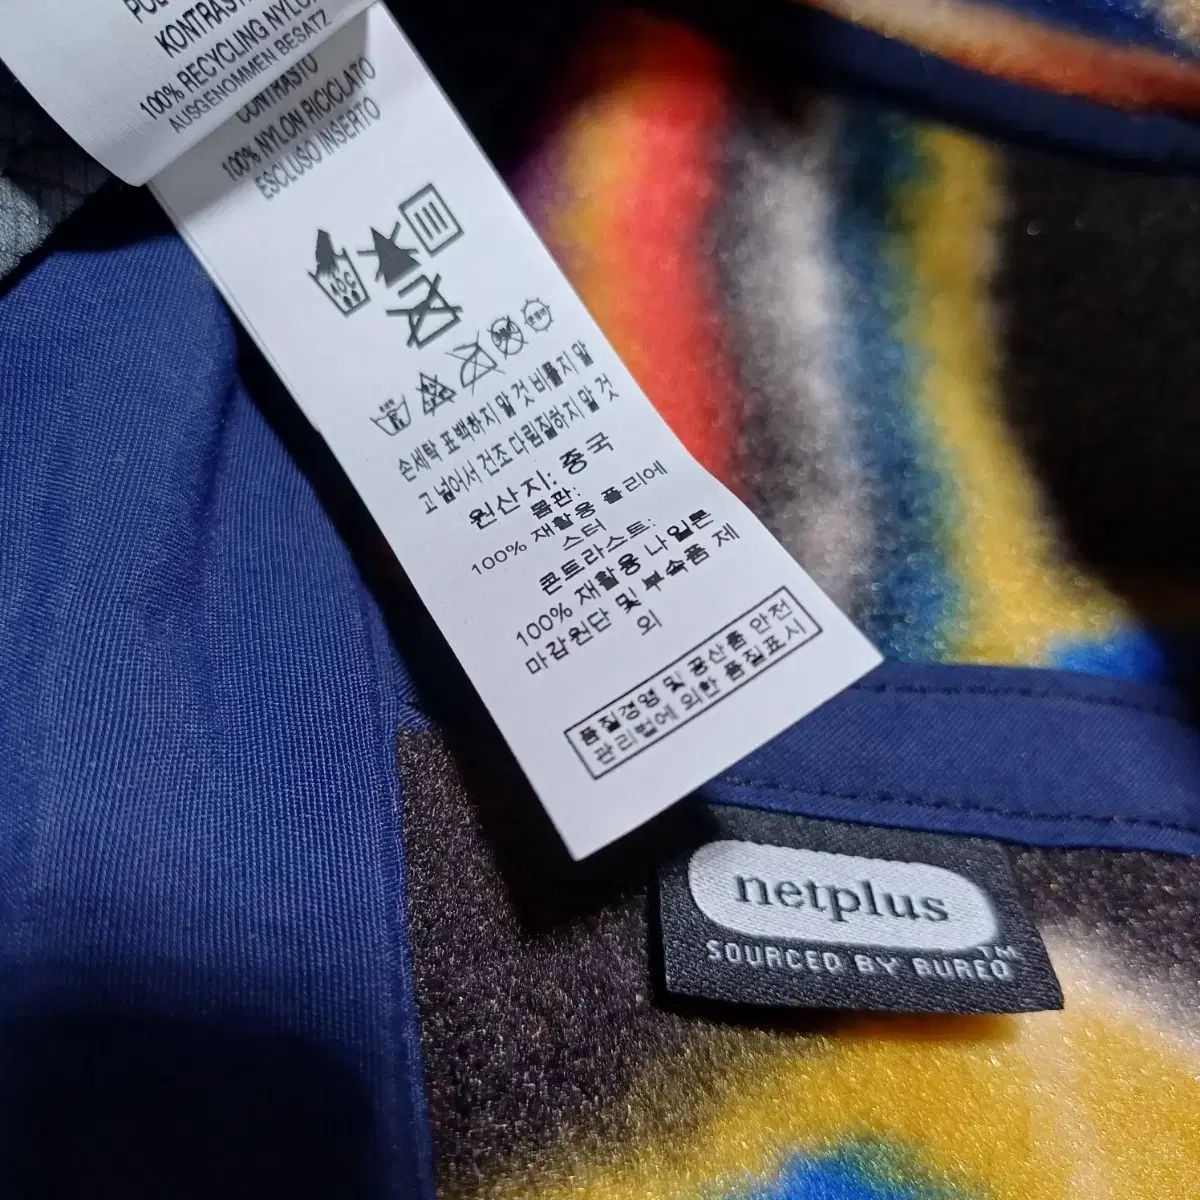 KONTRAST
100% RECYCLING NYLON
AUSGENOMMEN BESATZ
CONTRASTO
100% NYLON RICICLATO
ESCLUSO INSERTO
손세탁 표백하지 말 것 비틀지 말
고 널어서 건조 다림질하지 말 것
원산지: 중국
몸판:
100% 재활용 폴리에
스터
콘트라스트:
100% 재활용 나일론
마감원단 및 부속품 제
외
품질경영 및 공산품 안전
관리법에 의한 품질표시
netplus
SOURCED BY BUREO™